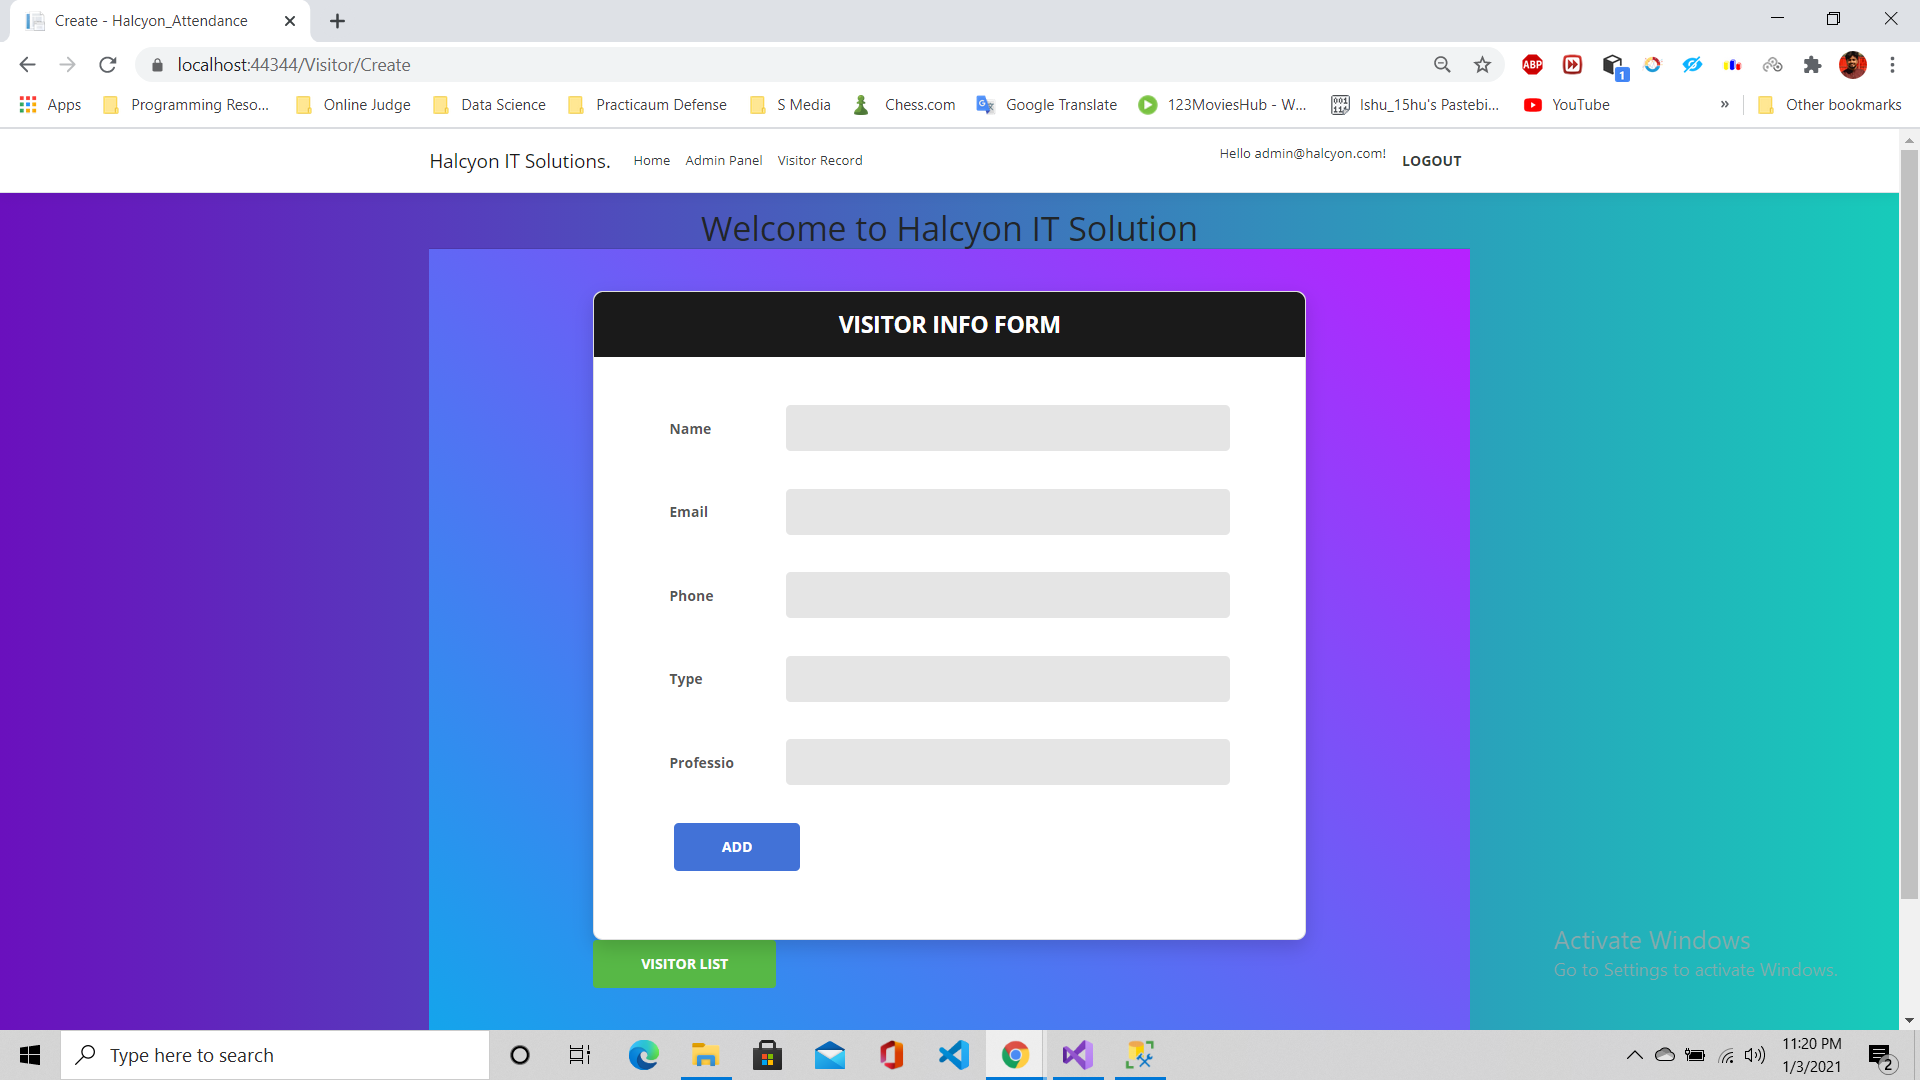 Create - Halcyon_Attendance
localhost:44344/Visitor/Create
ABP
1
Apps
Programming Reso...
Online Judge
Data Science
Practicaum Defense
S Media
Chess.com
Google Translate
123MoviesHub - W...
Ishu_15hu's Pastebi...
YouTube
»
Other bookmarks
Halcyon IT Solutions.
Home
Admin Panel
Visitor Record
Hello admin@halcyon.com!
LOGOUT
Welcome to Halcyon IT Solution
VISITOR INFO FORM
Name
Email
Phone
Type
Professio
ADD
VISITOR LIST
Activate Windows
Go to Settings to activate Windows.
Type here to search
11:20 PM
1/3/2021
2